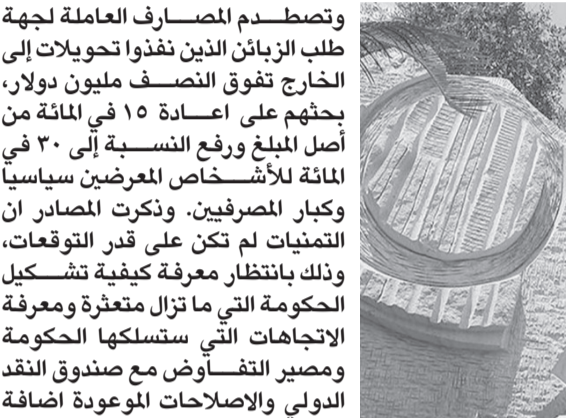 وتصطدم المصارف العاملة لجهة
طلب الزبائن الذين نفذوا تحويلات إلى
الخارج تفوق النصف مليون دولار،
بحثهم على اعادة ١٥ في المائة من
أصل المبلغ ورفع النسبة إلى ٣٠ في
المائة للأشخاص المعرضين سياسيا
وكبار المصرفيين. وذكرت المصادر ان
التمنيات لم تكن على قدر التوقعات،
وذلك بانتظار معرفة كيفية تشكيل
الحكومة التي ما تزال متعثرة ومعرفة
الاتجاهات التي ستسلكها الحكومة
ومصير التفاوض مع صندوق النقد
الدولي والاصلاحات الموعودة اضافة